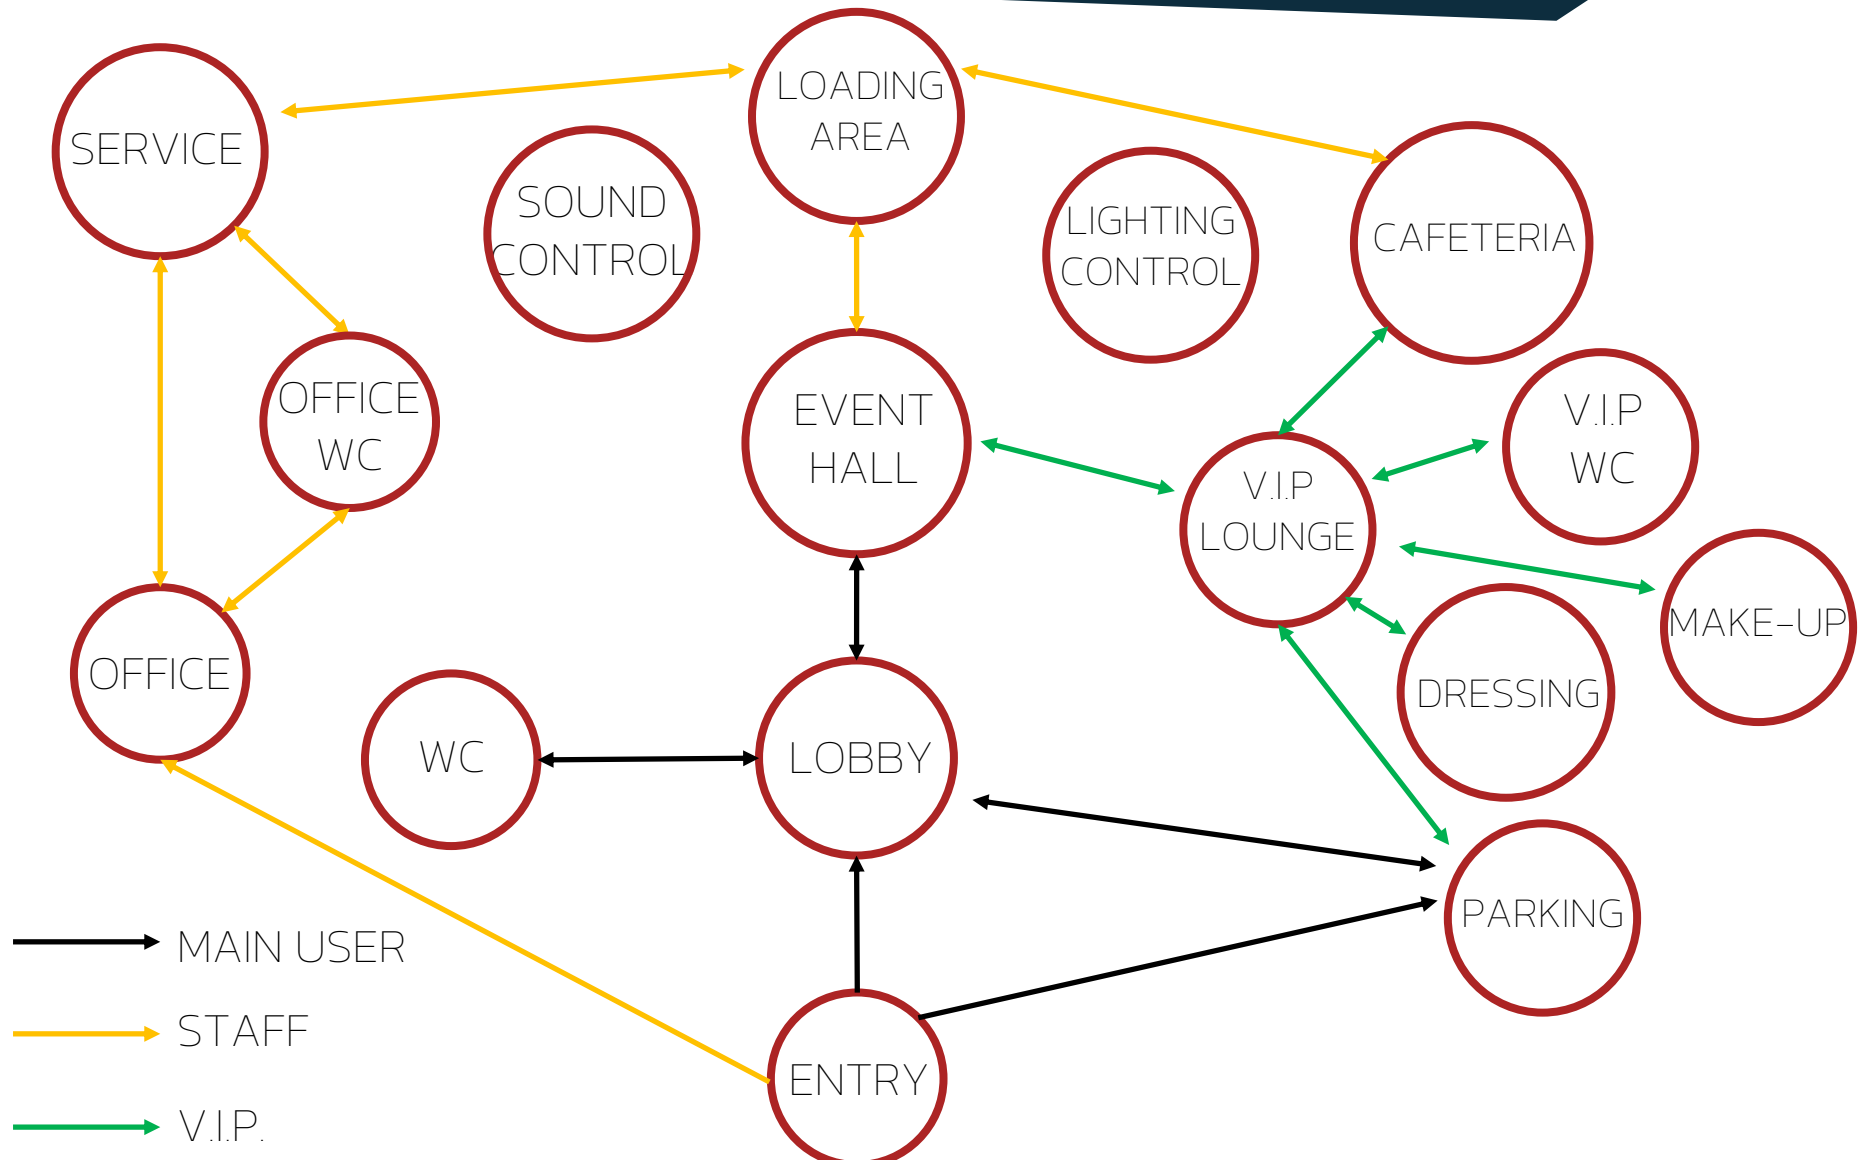 LOADING
AREA
SERVICE
SOUND
CONTROL
LIGHTING
CONTROL
CAFETERIA
OFFICE
WC
EVENT
HALL
V.I.P
WC
V.I.P
LOUNGE
MAKE-UP
OFFICE
DRESSING
WC
LOBBY
PARKING
MAIN USER
STAFF
ENTRY
V.I.P.